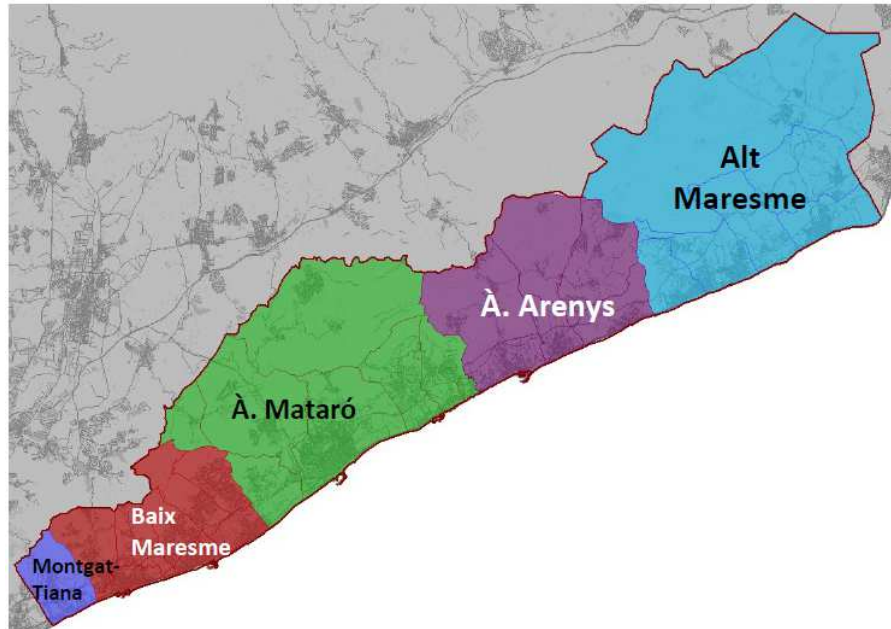 Alt
Maresme
À. Arenys
À. Mataró
Baix
Maresme
Montgat-
Tiana